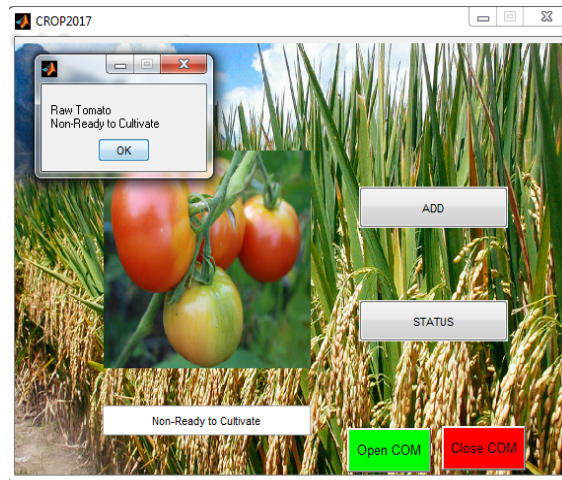 CROP2017
Raw Tomato
Non-Ready to Cultivate
OK
ADD
STATUS
Non-Ready to Cultivate
Open COM
Close COM